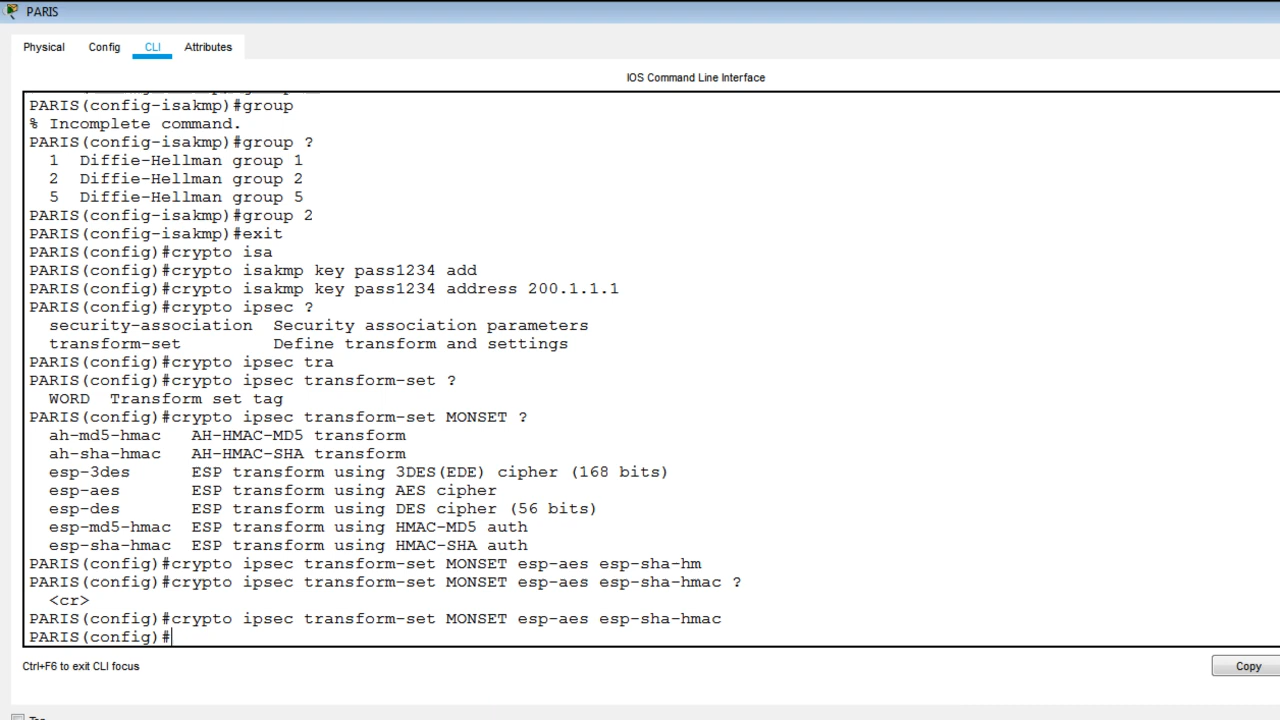 PARIS
Physical Config CLI Attributes
IOS Command Line Interface
PARIS(config-isakmp)#group
% Incomplete command.
PARIS(config-isakmp)#group ?
1 Diffie-Hellman group 1
2 Diffie-Hellman group 2
5 Diffie-Hellman group 5
PARIS(config-isakmp)#group 2
PARIS(config-isakmp)#exit
PARIS(config)#crypto isa
PARIS(config)#crypto isakmp key pass1234 add
PARIS(config)#crypto isakmp key pass1234 address 200.1.1.1
PARIS(config)#crypto ipsec ?
security-association Security association parameters
transform-set Define transform and settings
PARIS(config)#crypto ipsec tra
PARIS(config)#crypto ipsec transform-set ?
WORD Transform set tag
PARIS(config)#crypto ipsec transform-set MONSET ?
ah-md5-hmac AH-HMAC-MD5 transform
ah-sha-hmac AH-HMAC-SHA transform
esp-3des ESP transform using 3DES(EDE) cipher (168 bits)
esp-aes ESP transform using AES cipher
esp-des ESP transform using DES cipher (56 bits)
esp-md5-hmac ESP transform using HMAC-MD5 auth
esp-sha-hmac ESP transform using HMAC-SHA auth
PARIS(config)#crypto ipsec transform-set MONSET esp-aes esp-sha-hm
PARIS(config)#crypto ipsec transform-set MONSET esp-aes esp-sha-hmac ?
<cr>
PARIS(config)#crypto ipsec transform-set MONSET esp-aes esp-sha-hmac
PARIS(config)#
Ctrl+F6 to exit CLI focus
Copy